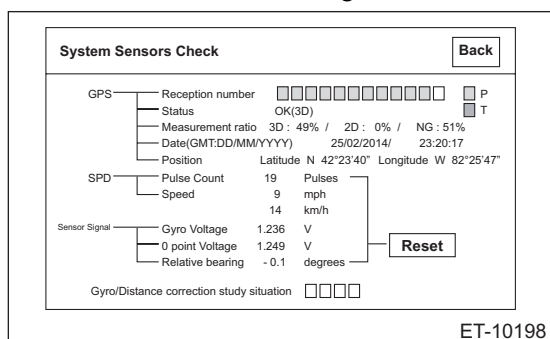 System Sensors Check Back
GPS Reception number P
Status OK(3D) T
Measurement ratio 3D : 49% / 2D : 0% / NG : 51%
Date(GMT:DD/MM/YYYY) 25/02/2014/ 23:20:17
Position Latitude N 42°23'40" Longitude W 82°25'47"
SPD Pulse Count 19 Pulses
Speed 9 mph
14 km/h
Sensor Signal Gyro Voltage 1.236 V
0 point Voltage 1.249 V Reset
Relative bearing - 0.1 degrees
Gyro/Distance correction study situation
ET-10198